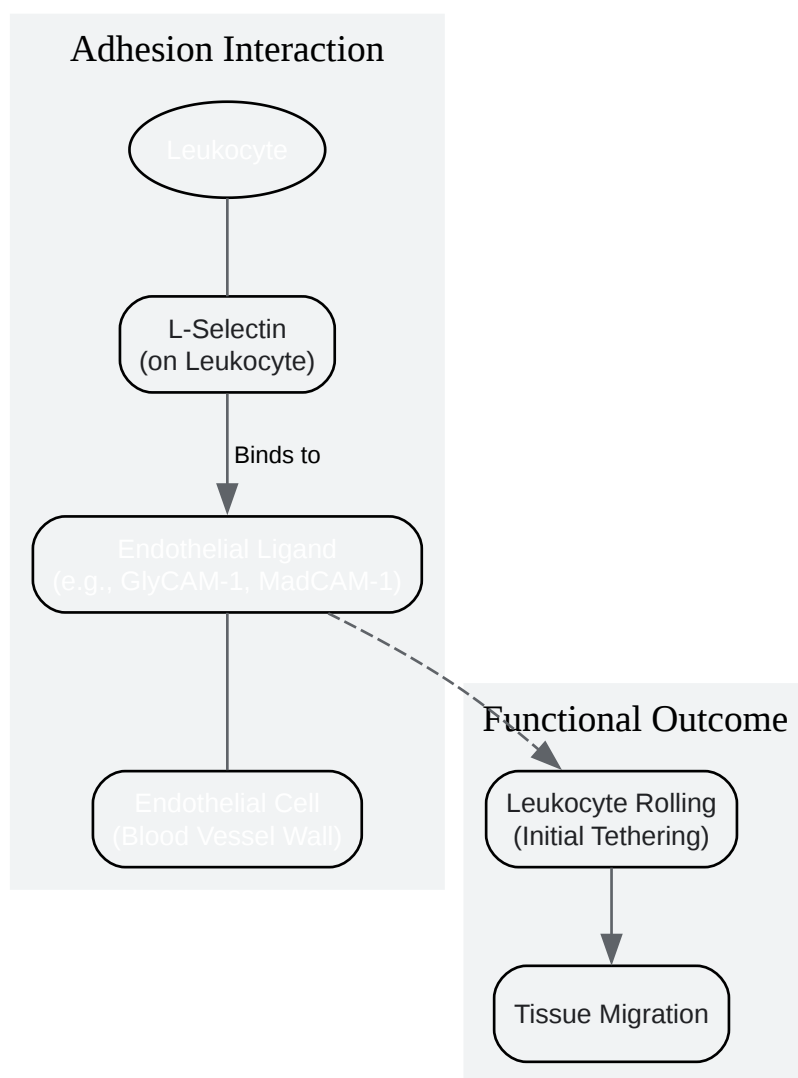 Adhesion Interaction
Leukocyte
L-Selectin
(on Leukocyte)
Binds to
Endothelial Ligand
(e.g., GlyCAM-1, MadCAM-1)
Endothelial Cell
(Blood Vessel Wall)
Functional Outcome
Leukocyte Rolling
(Initial Tethering)
Tissue Migration